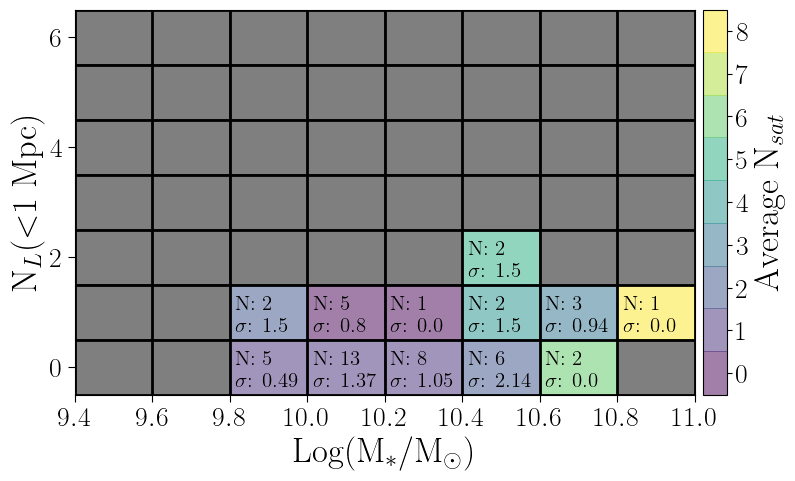 6
4
2
0
N_L(<1 Mpc)
N: 2
σ: 1.5
N: 2
σ: 1.5
N: 5
σ: 0.8
N: 1
σ: 0.0
N: 2
σ: 1.5
N: 3
σ: 0.94
N: 1
σ: 0.0
N: 5
σ: 0.49
N: 13
σ: 1.37
N: 8
σ: 1.05
N: 6
σ: 2.14
N: 2
σ: 0.0
9.4 9.6 9.8 10.0 10.2 10.4 10.6 10.8 11.0
Log(M_*/M_⊙)
8
7
6
5
4
3
2
1
0
Average N_sat